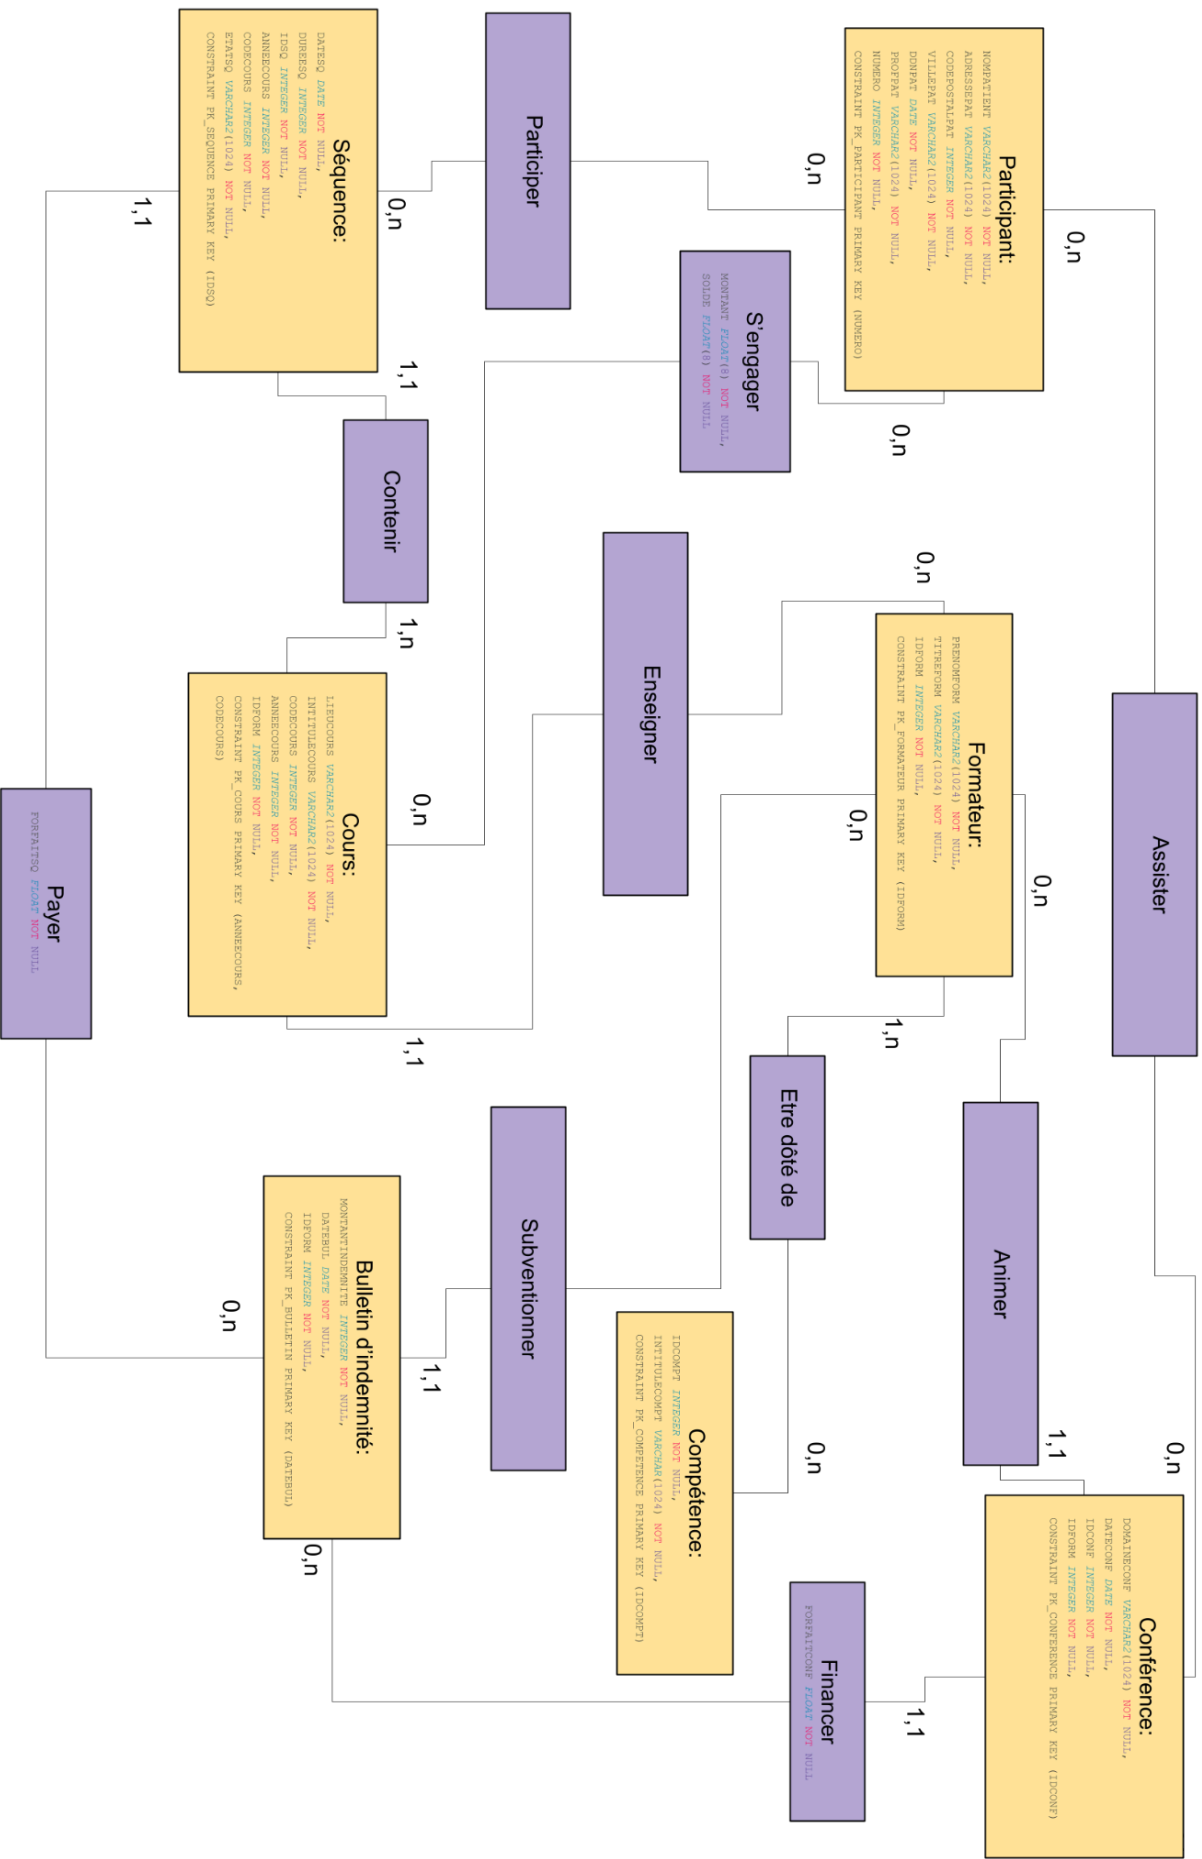 Assister
0,n
0,n
Participant:
NOMPATIENT VARCHAR2(1024) NOT NULL,
ADRESSEPAT VARCHAR2(1024) NOT NULL,
CODEPOSTALPAT INTEGER NOT NULL,
VILLEPAT VARCHAR2(1024) NOT NULL,
DDNPAT DATE NOT NULL,
PROFPAT VARCHAR2(1024) NOT NULL,
NUMERO INTEGER NOT NULL,
CONSTRAINT PK_PARTICIPANT PRIMARY KEY (NUMERO)
0,n
0,n
Formateur:
PRENOMFORM VARCHAR2(1024) NOT NULL,
TITREFORM VARCHAR2(1024) NOT NULL,
IDFORM INTEGER NOT NULL,
CONSTRAINT PK_FORMATEUR PRIMARY KEY (IDFORM)
0,n
0,n
0,n
1,n
Animer
1,1
Conférence:
DOMAINECONF VARCHAR2(1024) NOT NULL,
DATECONF DATE NOT NULL,
IDCONF INTEGER NOT NULL,
IDFORM INTEGER NOT NULL,
CONSTRAINT PK_CONFERENCE PRIMARY KEY (IDCONF)
1,1
S'engager
MONTANT FLOAT(8) NOT NULL,
SOLDE FLOAT(8) NOT NULL
Etre dôté de
0,n
Financer
FORFAITCONF FLOAT NOT NULL
Compétence:
IDCOMPT INTEGER NOT NULL,
INTITULECOMPT VARCHAR(1024) NOT NULL,
CONSTRAINT PK_COMPETENCE PRIMARY KEY (IDCOMPT)
Participer
Enseigner
Subventionner
0,n
Séquence:
DATESQ DATE NOT NULL,
DUREESQ INTEGER NOT NULL,
IDSQ INTEGER NOT NULL,
ANNEECOURS INTEGER NOT NULL,
CODECOURS INTEGER NOT NULL,
ETATSQ VARCHAR2(1024) NOT NULL,
CONSTRAINT PK_SEQUENCE PRIMARY KEY (IDSQ)
1,1
1,1
Contenir
1,n
0,n
Cours:
LIEUCOURS VARCHAR2(1024) NOT NULL,
INTITULECOURS VARCHAR2(1024) NOT NULL,
CODECOURS INTEGER NOT NULL,
ANNEECOURS INTEGER NOT NULL,
IDFORM INTEGER NOT NULL,
CONSTRAINT PK_COURS PRIMARY KEY (ANNEECOURS,
CODECOURS)
1,1
1,1
Bulletin d'indemnité:
MONTANTINDEMNITE INTEGER NOT NULL,
DATEBUL DATE NOT NULL,
IDFORM INTEGER NOT NULL,
CONSTRAINT PK_BULLETIN PRIMARY KEY (DATEBUL)
0,n
0,n
Payer
FORFAITSQ FLOAT NOT NULL